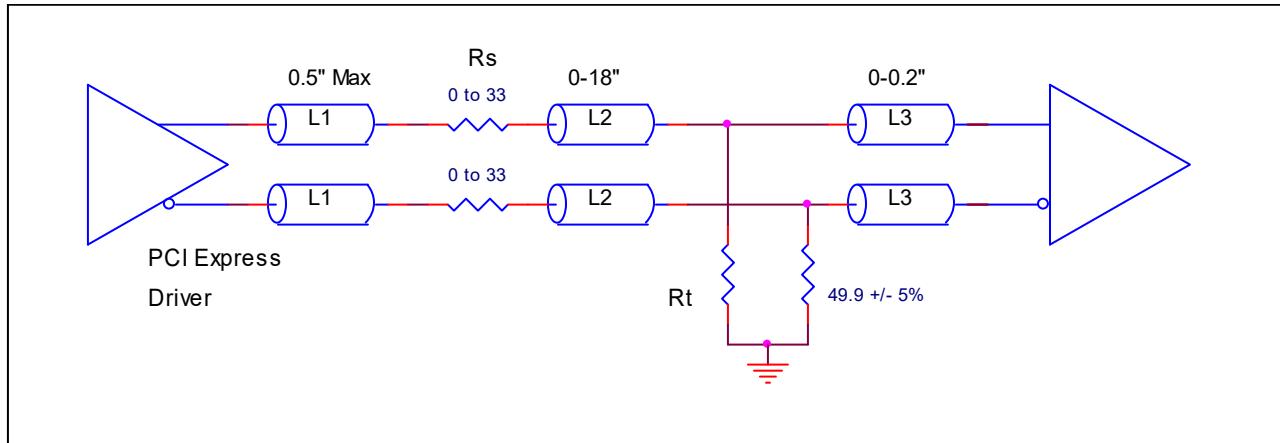 Rs
0.5" Max
0-18"
0-0.2"
0 to 33
L1
L2
L3
0 to 33
L1
L2
L3
PCI Express
Driver
Rt
49.9 +/- 5%